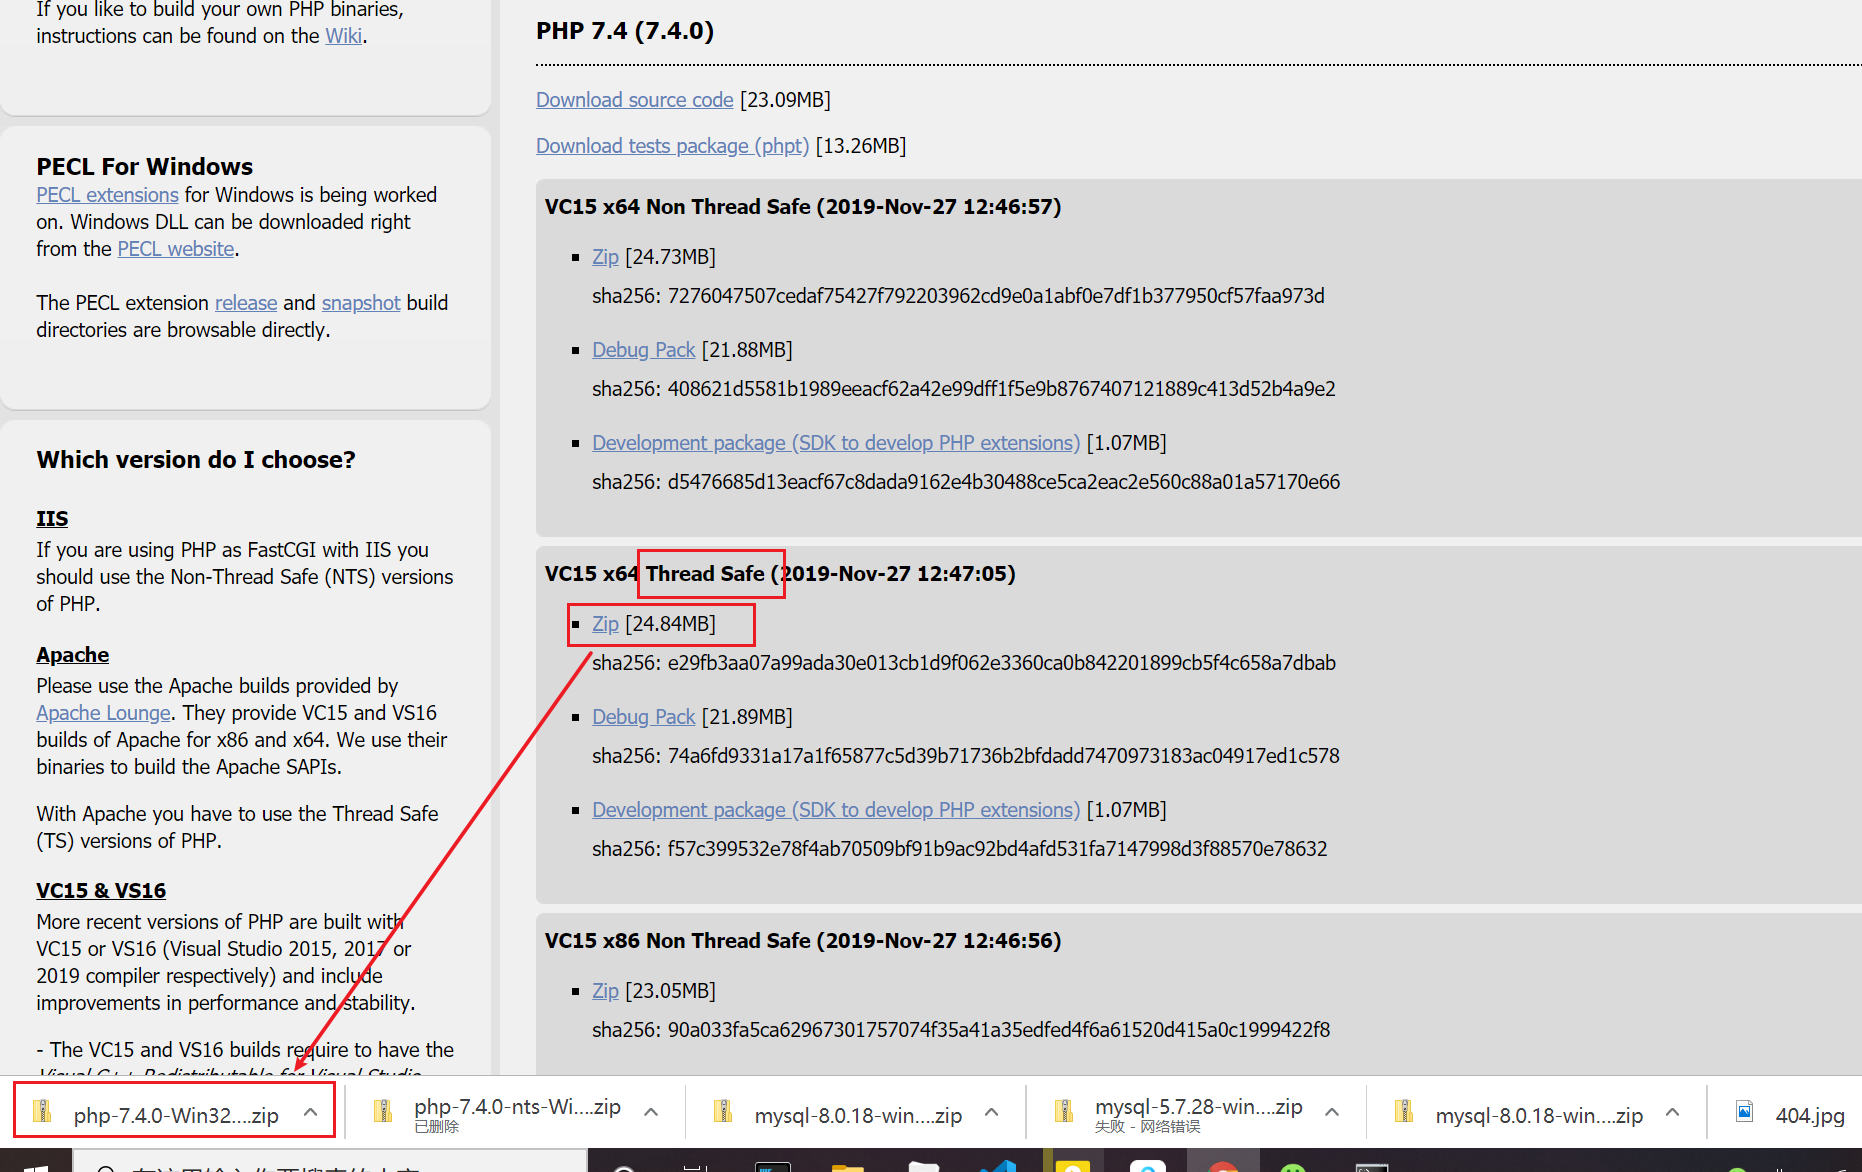 If you like to build your own PHP binaries,
instructions can be found on the Wiki.
PECL For Windows
PECL extensions for Windows is being worked
on. Windows DLL can be downloaded right
from the PECL website.
The PECL extension release and snapshot build
directories are browsable directly.
Which version do I choose?
IIS
If you are using PHP as FastCGI with IIS you
should use the Non-Thread Safe (NTS) versions
of PHP.
Apache
Please use the Apache builds provided by
Apache Lounge. They provide VC15 and VS16
builds of Apache for x86 and x64. We use their
binaries to build the Apache SAPIs.
With Apache you have to use the Thread Safe
(TS) versions of PHP.
VC15 & VS16
More recent versions of PHP are built with
VC15 or VS16 (Visual Studio 2015, 2017 or
2019 compiler respectively) and include
improvements in performance and stability.
- The VC15 and VS16 builds require to have the
Visual C++ Redistributable for Visual Studio
PHP 7.4 (7.4.0)
Download source code [23.09MB]
Download tests package (phpt) [13.26MB]
VC15 x64 Non Thread Safe (2019-Nov-27 12:46:57)
Zip [24.73MB]
sha256: 7276047507cedaf75427f792203962cd9e0a1abf0e7df1b377950cf57faa973d
Debug Pack [21.88MB]
sha256: 408621d5581b1989eeacf62a42e99dff1f5e9b8767407121889c413d52b4a9e2
Development package (SDK to develop PHP extensions) [1.07MB]
sha256: d5476685d13eacf67c8dada9162e4b30488ce5ca2eac2e560c88a01a57170e66
VC15 x64 Thread Safe (2019-Nov-27 12:47:05)
Zip [24.84MB]
sha256: e29fb3aa07a99ada30e013cb1d9f062e3360ca0b842201899cb5f4c658a7dbab
Debug Pack [21.89MB]
sha256: 74a6fd9331a17a1f65877c5d39b71736b2bfdadd7470973183ac04917ed1c578
Development package (SDK to develop PHP extensions) [1.07MB]
sha256: f57c399532e78f4ab70509bf91b9ac92bd4afd531fa7147998d3f88570e78632
VC15 x86 Non Thread Safe (2019-Nov-27 12:46:56)
Zip [23.05MB]
sha256: 90a033fa5ca62967301757074f35a41a35edfed4f6a61520d415a0c1999422f8
php-7.4.0-Win32....zip
php-7.4.0-nts-Wi....zip
已删除
mysql-8.0.18-win....zip
mysql-5.7.28-win....zip
失败 - 网络错误
mysql-8.0.18-win....zip
404.jpg